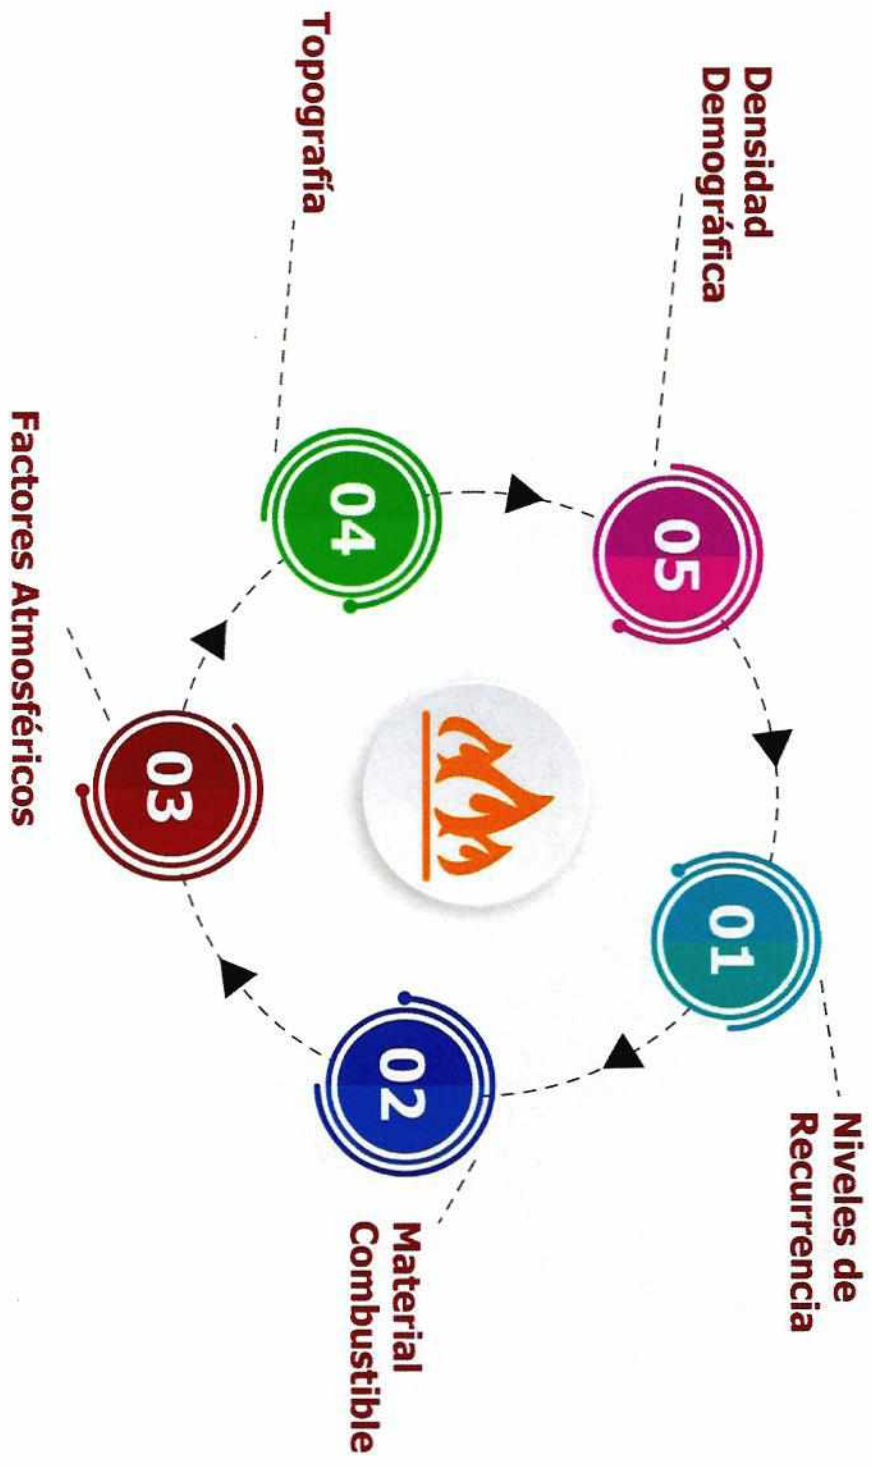 01
Niveles de
Recurrencia
02
Material
Combustible
03
Factores Atmosféricos
04
Topografía
05
Densidad
Demográfica